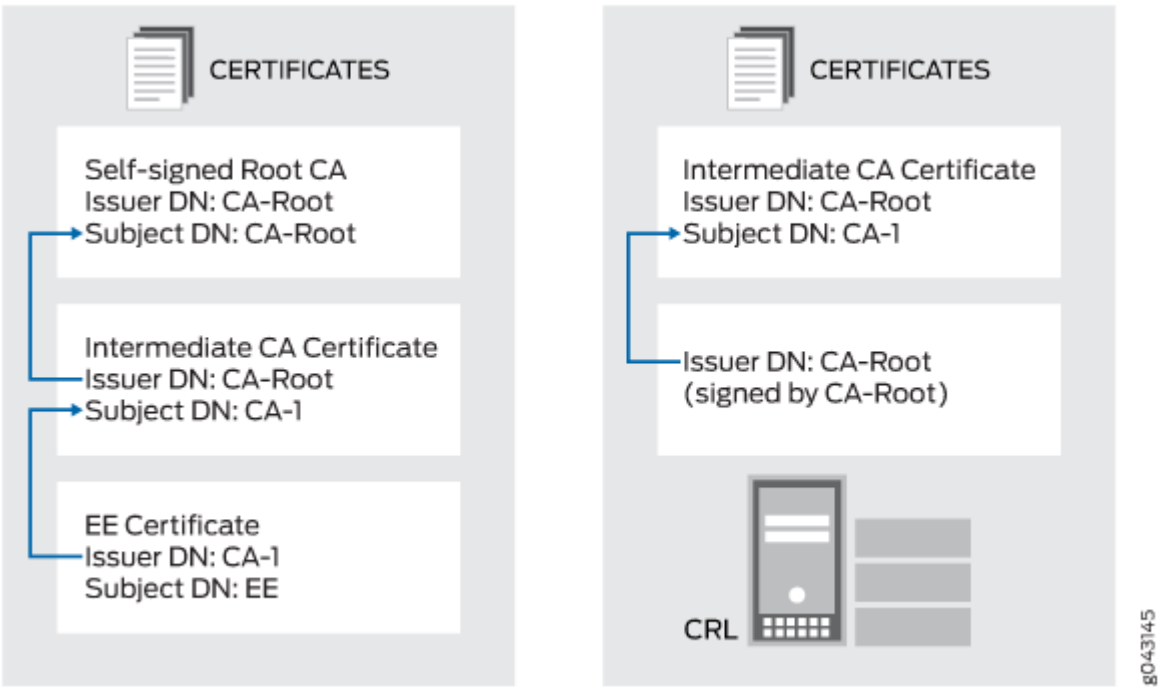 CERTIFICATES
Self-signed Root CA
Issuer DN: CA-Root
Subject DN: CA-Root
Intermediate CA Certificate
Issuer DN: CA-Root
Subject DN: CA-1
EE Certificate
Issuer DN: CA-1
Subject DN: EE
CERTIFICATES
Intermediate CA Certificate
Issuer DN: CA-Root
Subject DN: CA-1
Issuer DN: CA-Root
(signed by CA-Root)
CRL
g043145